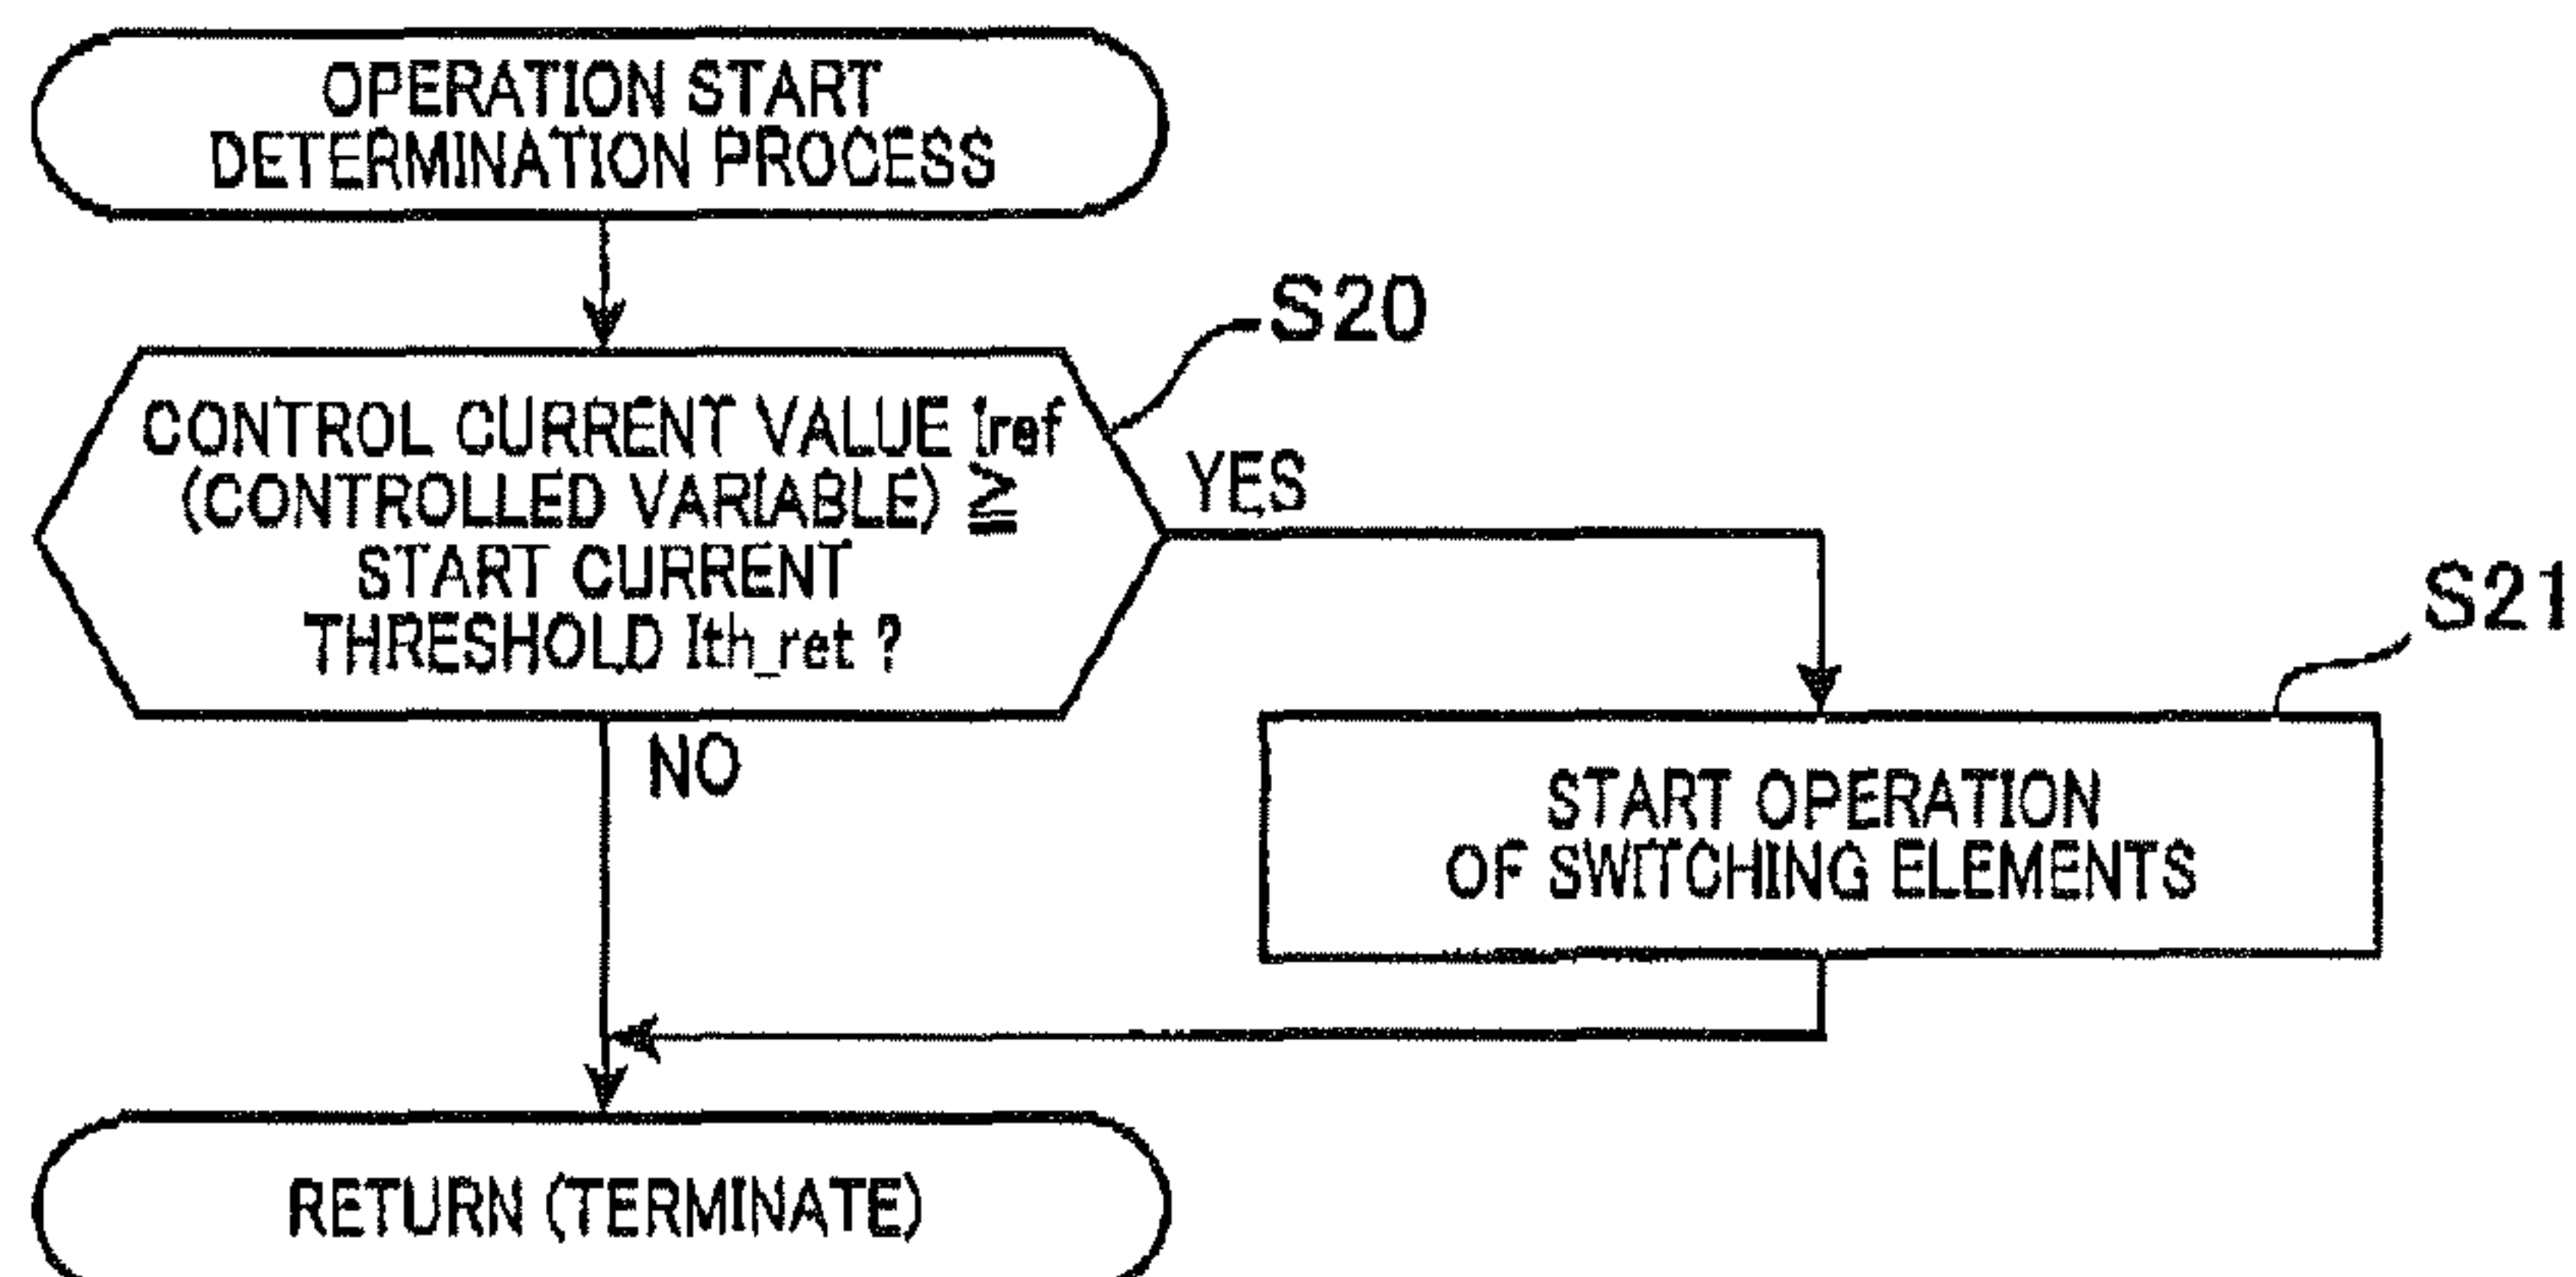 OPERATION START
DETERMINATION PROCESS
S20
CONTROL CURRENT VALUE Iref
(CONTROLLED VARIABLE) ≧
START CURRENT
THRESHOLD Ith_ret ?
YES
S21
NO
START OPERATION
OF SWITCHING ELEMENTS
RETURN (TERMINATE)